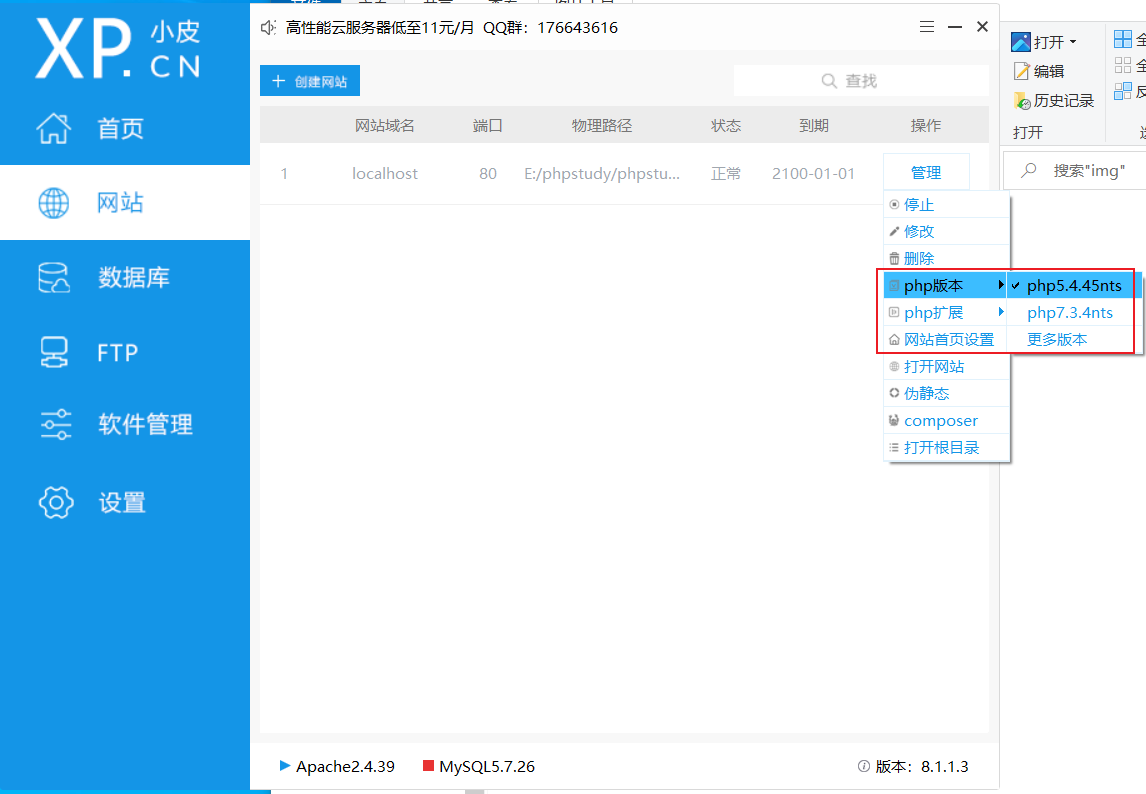 XP.CN 小皮
高性能云服务器低至11元/月 QQ群：176643616
首页
网站
数据库
FTP
软件管理
设置
创建网站
查找
网站域名 端口 物理路径 状态 到期 操作
1 localhost 80 E:/phpstudy/phpstu... 正常 2100-01-01 管理
停止
修改
删除
php版本
php扩展
网站首页设置
打开网站
伪静态
composer
打开根目录
php5.4.45nts
php7.3.4nts
更多版本
Apache2.4.39 MySQL5.7.26 版本：8.1.1.3
打开
编辑
历史记录
打开
全
全
搜索"img"